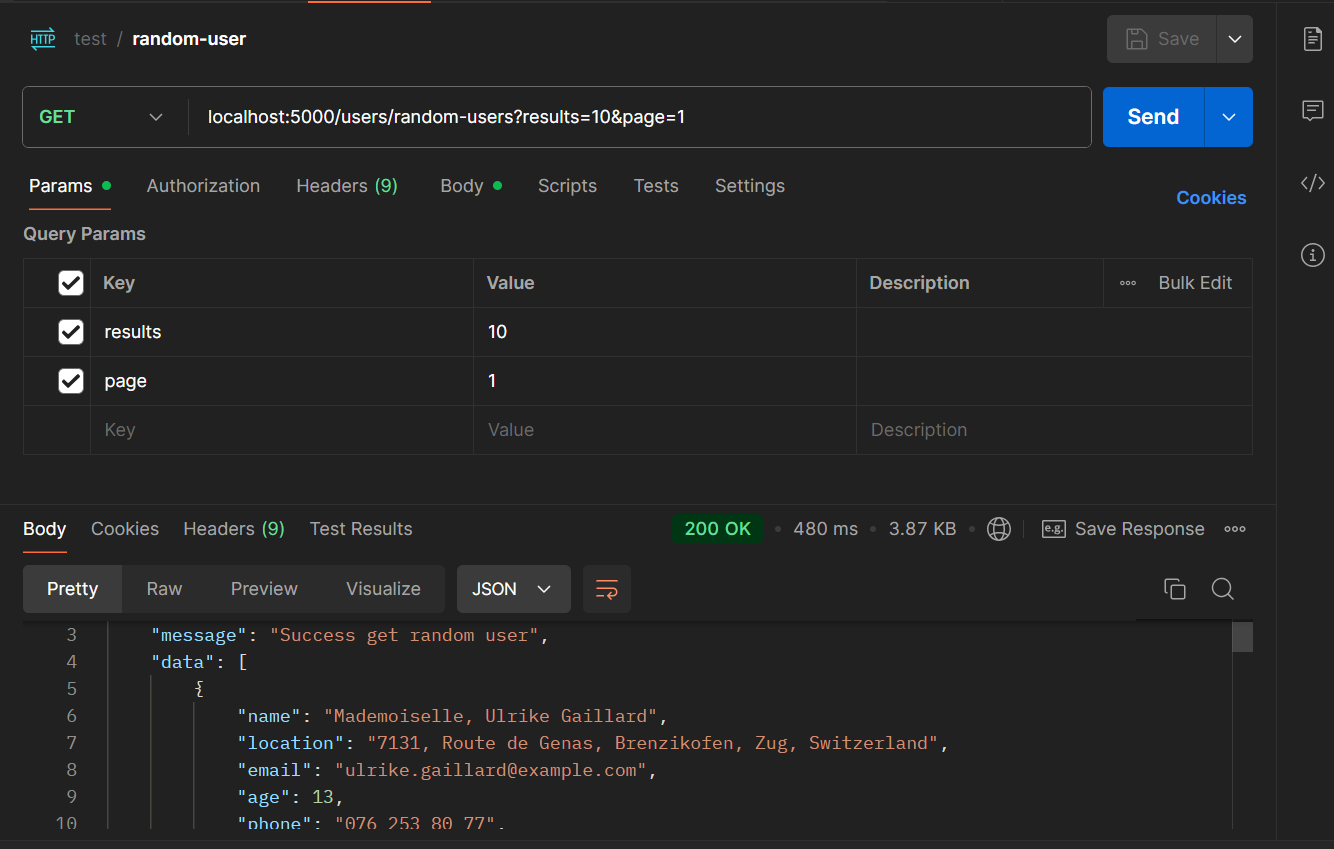 HTTP test / random-user Save
GET localhost:5000/users/random-users?results=10&page=1 Send
Params Authorization Headers (9) Body Scripts Tests Settings Cookies
Query Params
Key Value Description Bulk Edit
results 10
page 1
Key Value Description
Body Cookies Headers (9) Test Results 200 OK 480 ms 3.87 KB e.g. Save Response
Pretty Raw Preview Visualize JSON
3 "message": "Success get random user",
4 "data": [
5 {
6 "name": "Mademoiselle, Ulrike Gaillard",
7 "location": "7131, Route de Genas, Brenzikofen, Zug, Switzerland",
8 "email": "ulrike.gaillard@example.com",
9 "age": 13,
10 "phone": "076 253 80 77",